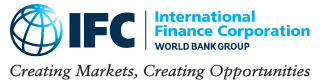 IFC
International
Finance Corporation
WORLD BANK GROUP
Creating Markets, Creating Opportunities